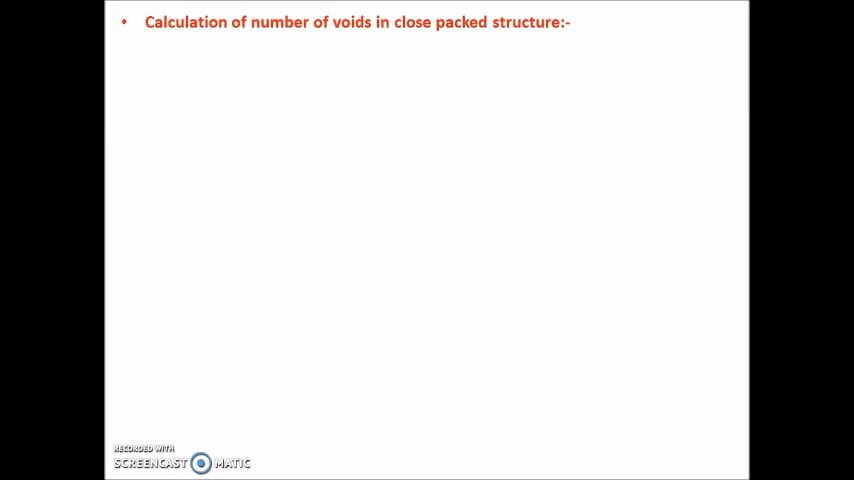 • Calculation of number of voids in close packed structure:-
RECORDED WITH
SCREENCAST MATIC